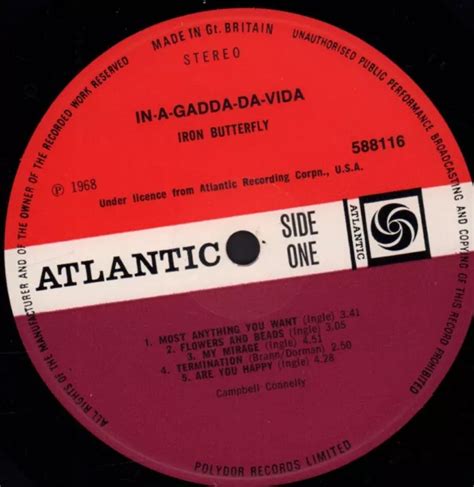 MADE IN Gt. BRITAIN
STEREO
IN-A-GADDA-DA-VIDA
IRON BUTTERFLY
588116
℗ 1968
Under licence from Atlantic Recording Corpn., U.S.A.
ATLANTIC
SIDE
ONE
ATLANTIC
1. MOST ANYTHING YOU WANT (Ingle) 3.41
2. FLOWERS AND BEADS (Ingle) 3.05
3. MY MIRAGE (Ingle) 4.51
4. TERMINATION (Brann/Dorman) 2.50
5. ARE YOU HAPPY (Ingle) 4.28
Campbell Connelly
ALL RIGHTS OF THE MANUFACTURER AND OF THE OWNER OF THE RECORDED WORK RESERVED
UNAUTHORISED PUBLIC PERFORMANCE BROADCASTING AND COPYING OF THIS RECORD PROHIBITED
POLYDOR RECORDS LIMITED